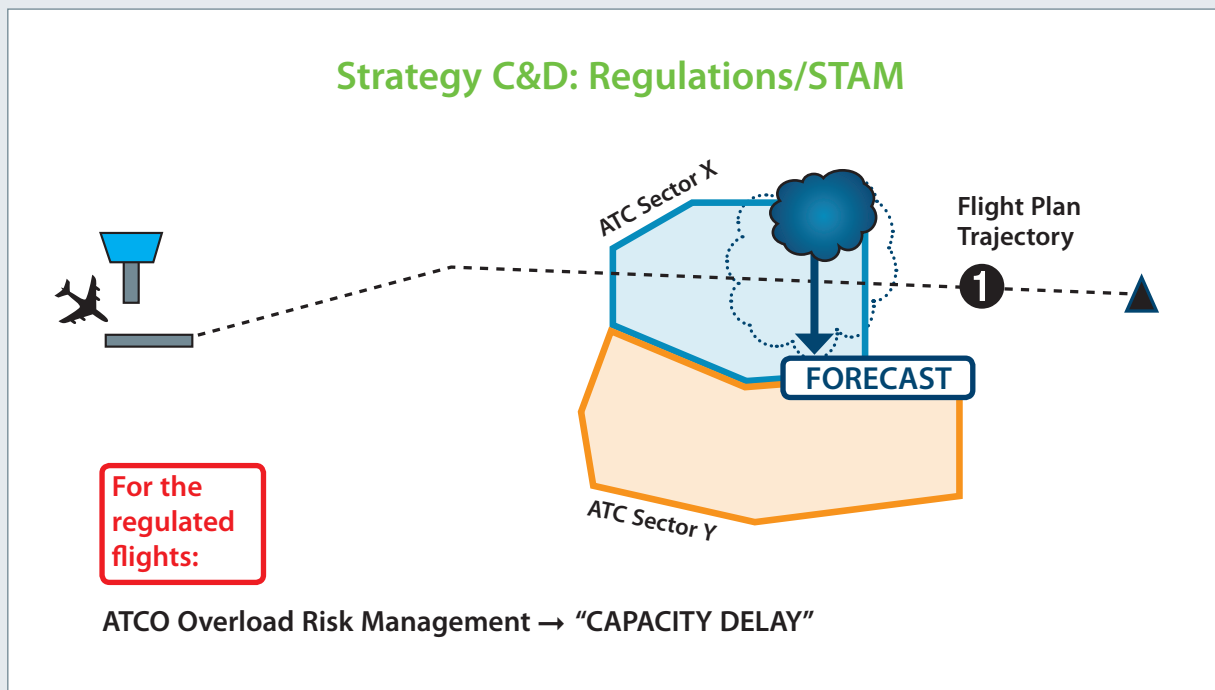 Strategy C&D: Regulations/STAM
ATC Sector X
Flight Plan
Trajectory
1
FORECAST
ATC Sector Y
For the
regulated
flights:
ATCO Overload Risk Management → “CAPACITY DELAY”